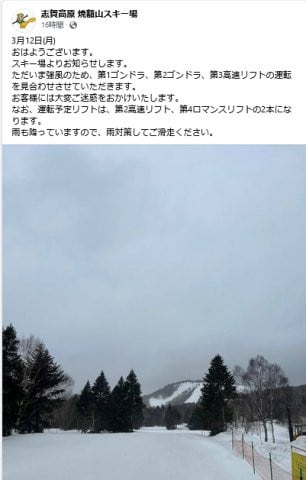 志賀高原 焼額山スキー場
16時間
3月12日(月)
おはようございます。
スキー場よりお知らせします。
ただいま強風のため、第1ゴンドラ、第2ゴンドラ、第3高速リフトの運転
を見合わせさせていただきます。
お客様には大変ご迷惑をおかけいたします。
なお、運転予定リフトは、第2高速リフト、第4ロマンスリフトの2本にな
ります。
雨も降っていますので、雨対策してご滑走ください。